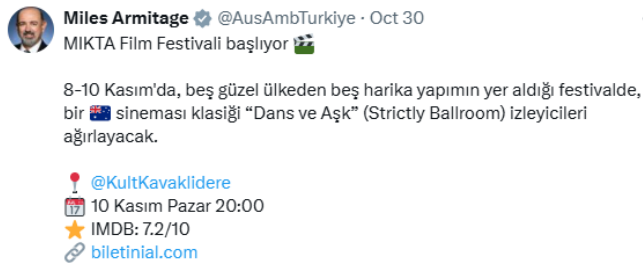 Miles Armitage @AusAmbTurkiye · Oct 30
MIKTA Film Festivali başlıyor 🎬
8-10 Kasım'da, beş güzel ülkeden beş harika yapımın yer aldığı festivalde,
bir 🇦🇺 sineması klasiği “Dans ve Aşk” (Strictly Ballroom) izleyicileri
ağırlayacak.
📍 @KultKavaklidere
📅 10 Kasım Pazar 20:00
⭐ IMDB: 7.2/10
🔗 biletinial.com